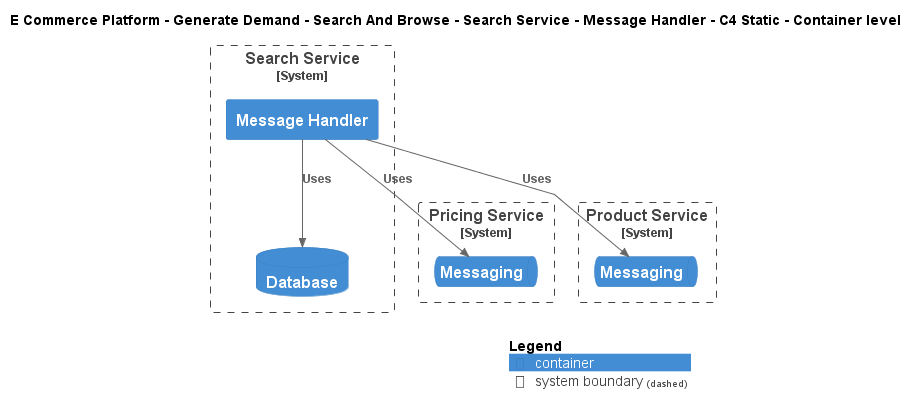 E Commerce Platform - Generate Demand - Search And Browse - Search Service - Message Handler - C4 Static - Container level
Search Service
[System]
Message Handler
Uses
Uses
Uses
Pricing Service
[System]
Product Service
[System]
Database
Messaging
Messaging
Legend
container
system boundary (dashed)